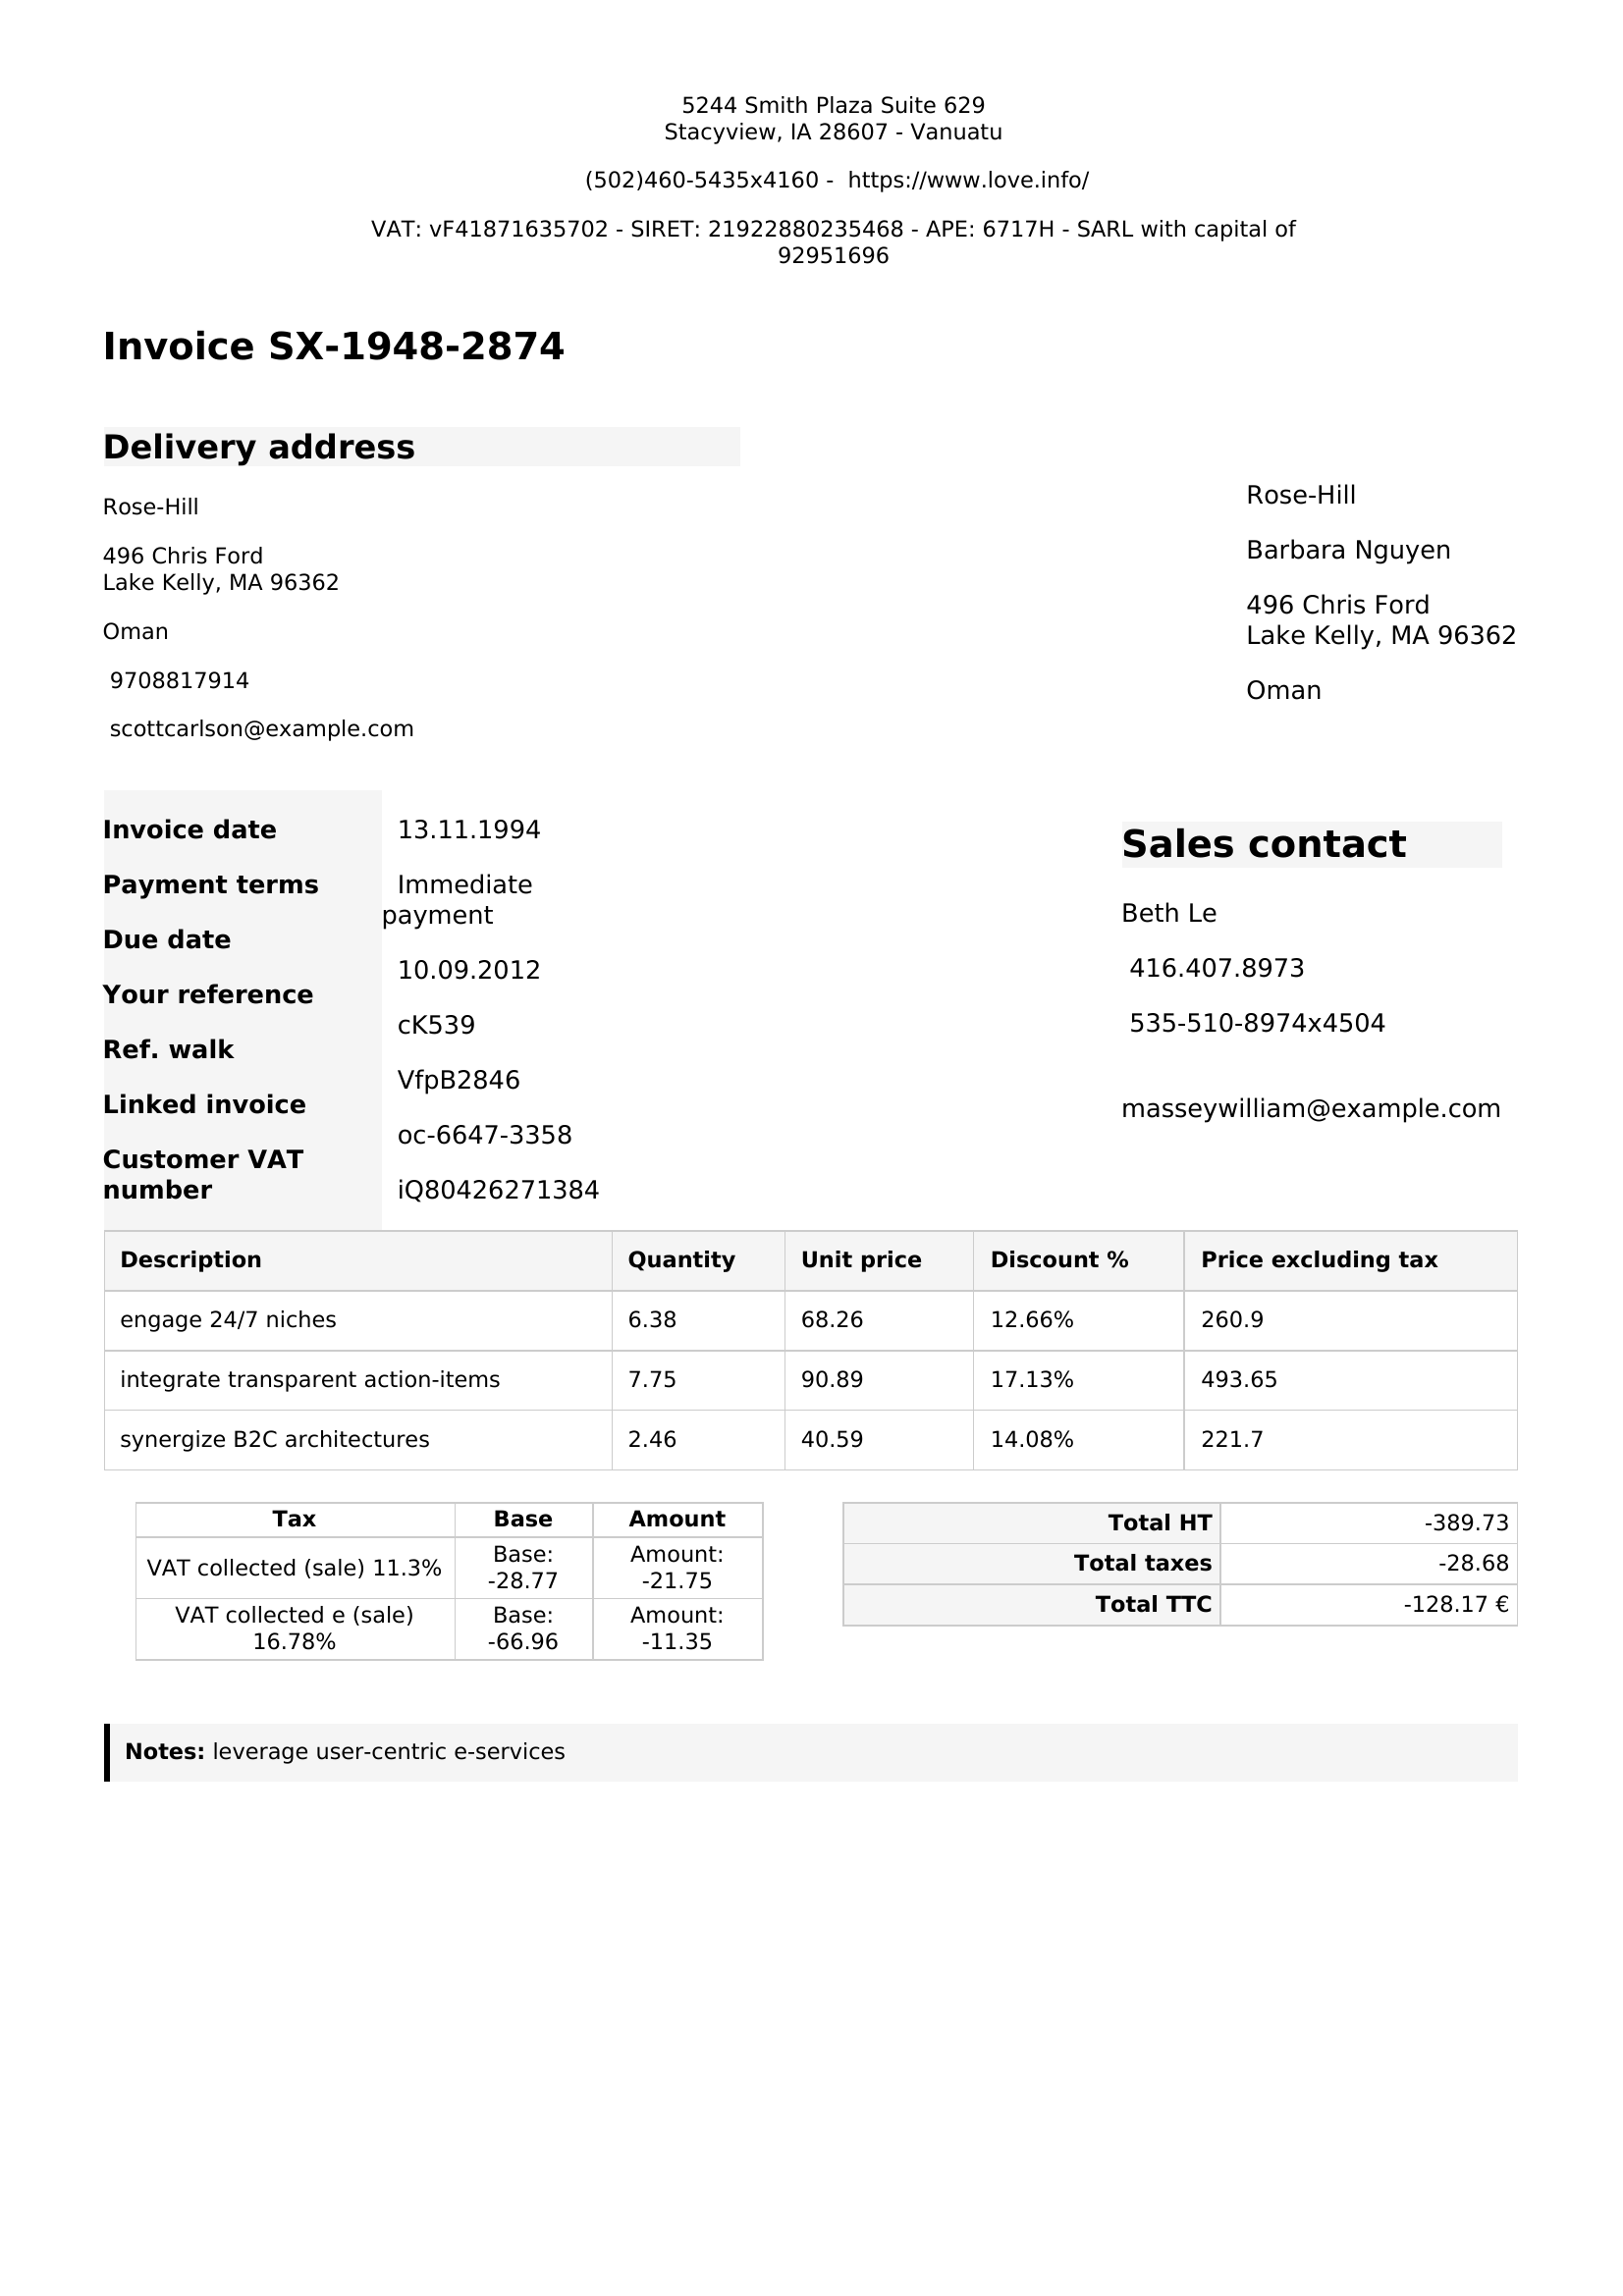 5244 Smith Plaza Suite 629
Stacyview, IA 28607 - Vanuatu
(502)460-5435x4160 - https://www.love.info/
VAT: vF41871635702 - SIRET: 21922880235468 - APE: 6717H - SARL with capital of
92951696
Invoice SX-1948-2874
Delivery address
Rose-Hill
496 Chris Ford
Lake Kelly, MA 96362
Oman
9708817914
scottcarlson@example.com
Rose-Hill
Barbara Nguyen
496 Chris Ford
Lake Kelly, MA 96362
Oman
Invoice date
Payment terms
Due date
Your reference
Ref. walk
Linked invoice
Customer VAT
number
13.11.1994
Immediate
payment
10.09.2012
cK539
VfpB2846
oc-6647-3358
iQ80426271384
Sales contact
Beth Le
416.407.8973
535-510-8974x4504
masseywilliam@example.com
Description Quantity Unit price Discount % Price excluding tax
engage 24/7 niches 6.38 68.26 12.66% 260.9
integrate transparent action-items 7.75 90.89 17.13% 493.65
synergize B2C architectures 2.46 40.59 14.08% 221.7
Tax Base Amount
VAT collected (sale) 11.3% Base: -28.77 Amount: -21.75
VAT collected e (sale) 16.78% Base: -66.96 Amount: -11.35
Total HT -389.73
Total taxes -28.68
Total TTC -128.17 €
Notes: leverage user-centric e-services